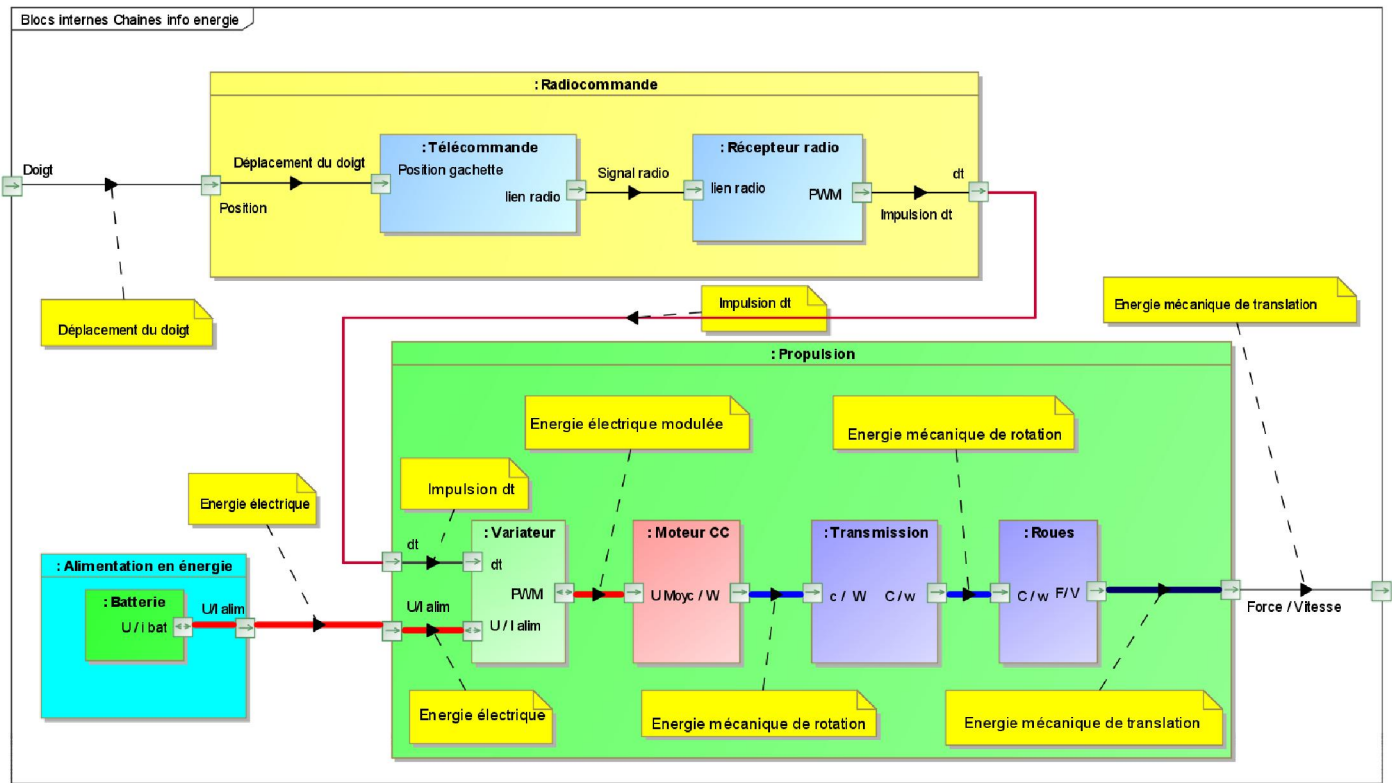 Blocs internes Chaines info energie
: Radiocommande
Doigt
Déplacement du doigt
Position
: Télécommande
Position gachette
lien radio
Signal radio
: Récepteur radio
lien radio
PWM
dt
Impulsion dt
Déplacement du doigt
Impulsion dt
Energie mécanique de translation
: Propulsion
Energie électrique modulée
Energie mécanique de rotation
Energie électrique
Impulsion dt
dt
: Variateur
dt
PWM
U / I alim
: Moteur CC
U Moyc / W
: Transmission
c / W
C / w
: Roues
C / w
F / V
Force / Vitesse
: Alimentation en énergie
: Batterie
U / i bat
U/I alim
U/I alim
Energie électrique
Energie mécanique de rotation
Energie mécanique de translation